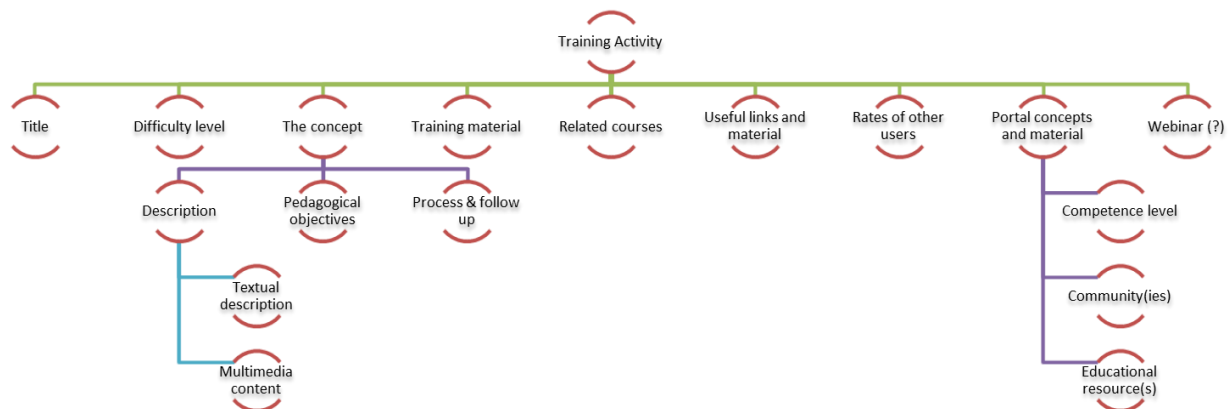 Training Activity
Title
Difficulty level
The concept
Training material
Related courses
Useful links and
material
Rates of other
users
Portal concepts
and material
Webinar (?)
Description
Pedagogical
objectives
Process & follow
up
Competence level
Textual
description
Community(ies)
Multimedia
content
Educational
resource(s)